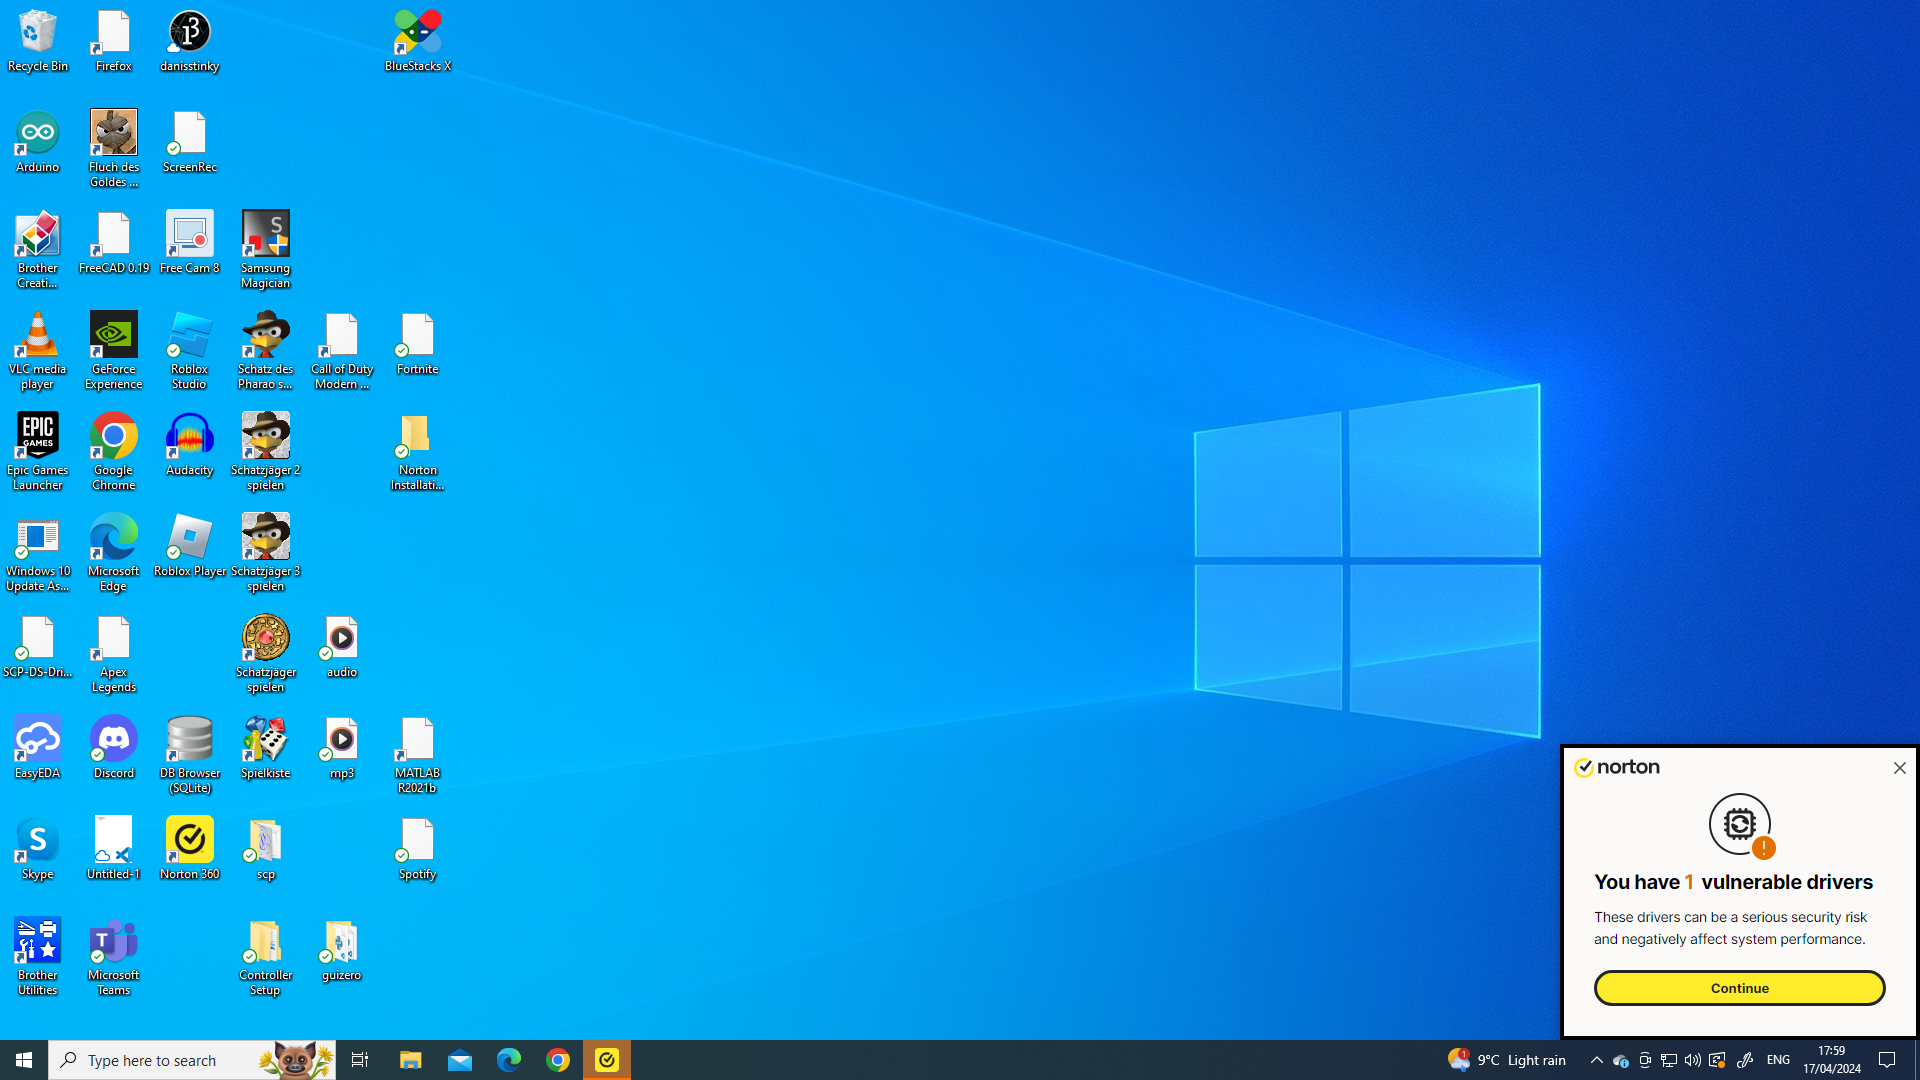 Recycle Bin
Firefox
danisstinky
BlueStacks X
Arduino
Fluch des
Goldes ...
ScreenRec
Brother
Creati...
FreeCAD 0.19
Free Cam 8
Samsung
Magician
VLC media
player
GeForce
Experience
Roblox
Studio
Schatz des
Pharao s...
Call of Duty
Modern ...
Fortnite
EPIC
GAMES
Epic Games
Launcher
Google
Chrome
Audacity
Schatzjäger 2
spielen
Norton
Installati...
Windows 10
Update As...
Microsoft
Edge
Roblox Player
Schatzjäger 3
spielen
SCP-DS-Dri...
Apex
Legends
Schatzjäger
spielen
audio
EasyEDA
Discord
DB Browser
(SQLite)
Spielkiste
mp3
MATLAB
R2021b
Skype
Untitled-1
Norton 360
scp
Spotify
Brother
Utilities
Microsoft
Teams
Controller
Setup
guizero
norton
You have 1 vulnerable drivers
These drivers can be a serious security risk
and negatively affect system performance.
Continue
Type here to search
1
9°C Light rain
ENG
17:59
17/04/2024